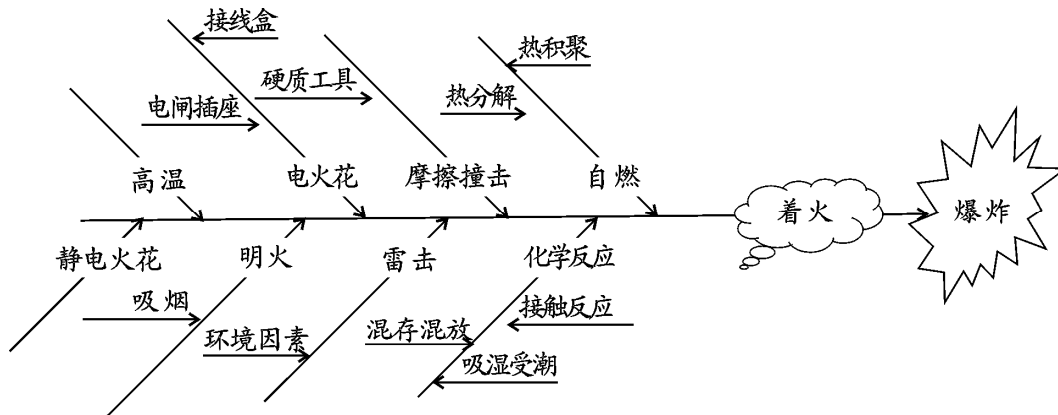 接线盒
硬质工具
热积聚
电闸插座
热分解
高温
电火花
摩擦撞击
自燃
着火
爆炸
静电火花
明火
雷击
化学反应
吸烟
接触反应
环境因素
混存混放
吸湿受潮